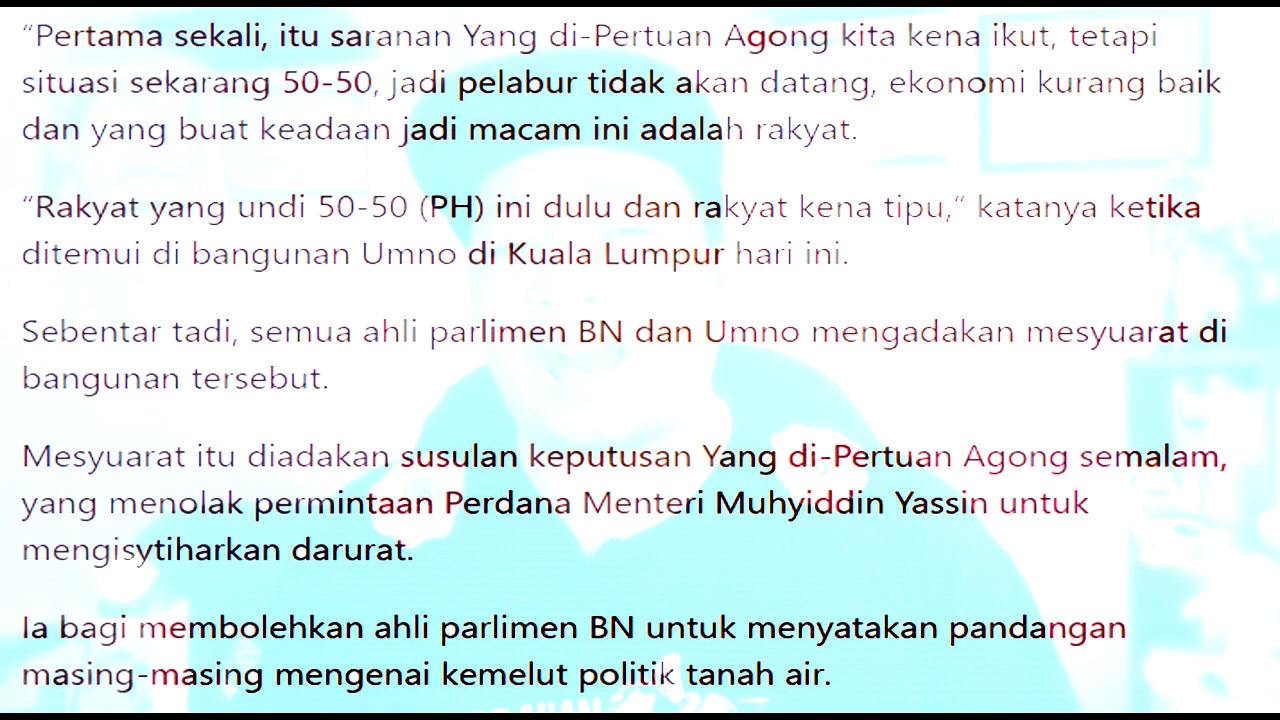 “Pertama sekali, itu saranan Yang di-Pertuan Agong kita kena ikut, tetapi
situasi sekarang 50-50, jadi pelabur tidak akan datang, ekonomi kurang baik
dan yang buat keadaan jadi macam ini adalah rakyat.
“Rakyat yang undi 50-50 (PH) ini dulu dan rakyat kena tipu,” katanya ketika
ditemui di bangunan Umno di Kuala Lumpur hari ini.
Sebentar tadi, semua ahli parlimen BN dan Umno mengadakan mesyuarat di
bangunan tersebut.
Mesyuarat itu diadakan susulan keputusan Yang di-Pertuan Agong semalam,
yang menolak permintaan Perdana Menteri Muhyiddin Yassin untuk
mengisytiharkan darurat.
Ia bagi membolehkan ahli parlimen BN untuk menyatakan pandangan
masing-masing mengenai kemelut politik tanah air.